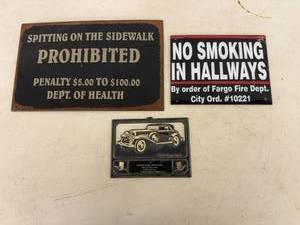 SPITTING ON THE SIDEWALK
PROHIBITED
PENALTY $5.00 TO $100.00
DEPT. OF HEALTH
NO SMOKING
IN HALLWAYS
By order of Fargo Fire Dept.
City Ord. #10221